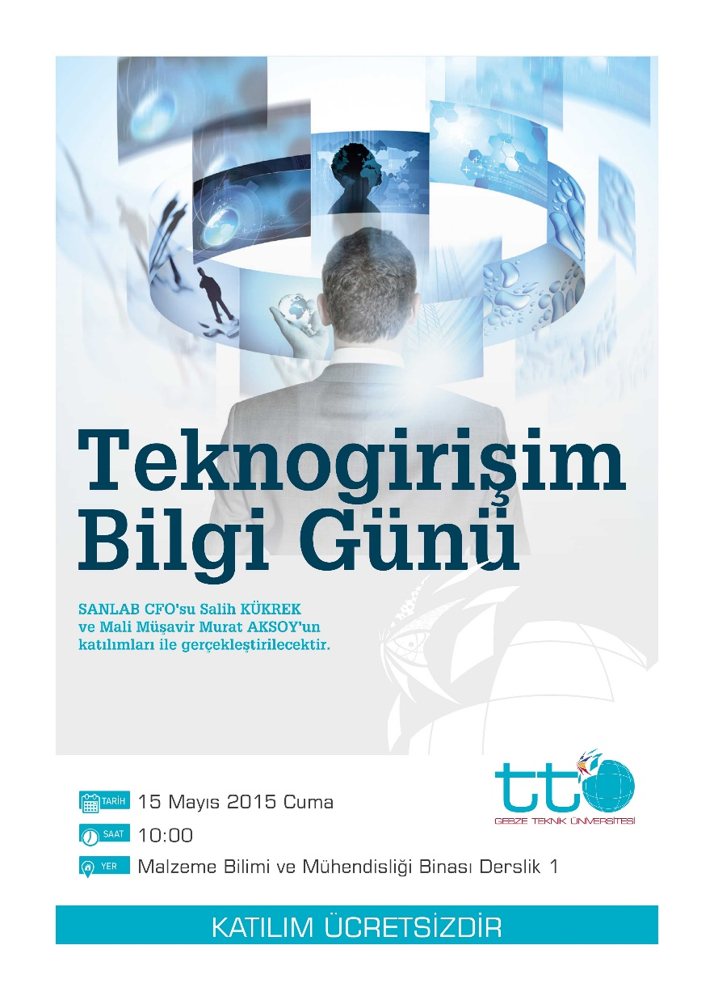 Teknogirişim
Bilgi Günü
SANLAB CFO'su Salih KÜKREK
ve Mali Müşavir Murat AKSOY'un
katılımları ile gerçekleştirilecektir.
tto
GEBZE TEKNİK ÜNİVERSİTESİ
TARİH 15 Mayıs 2015 Cuma
SAAT 10:00
YER Malzeme Bilimi ve Mühendisliği Binası Derslik 1
KATILIM ÜCRETSİZDİR